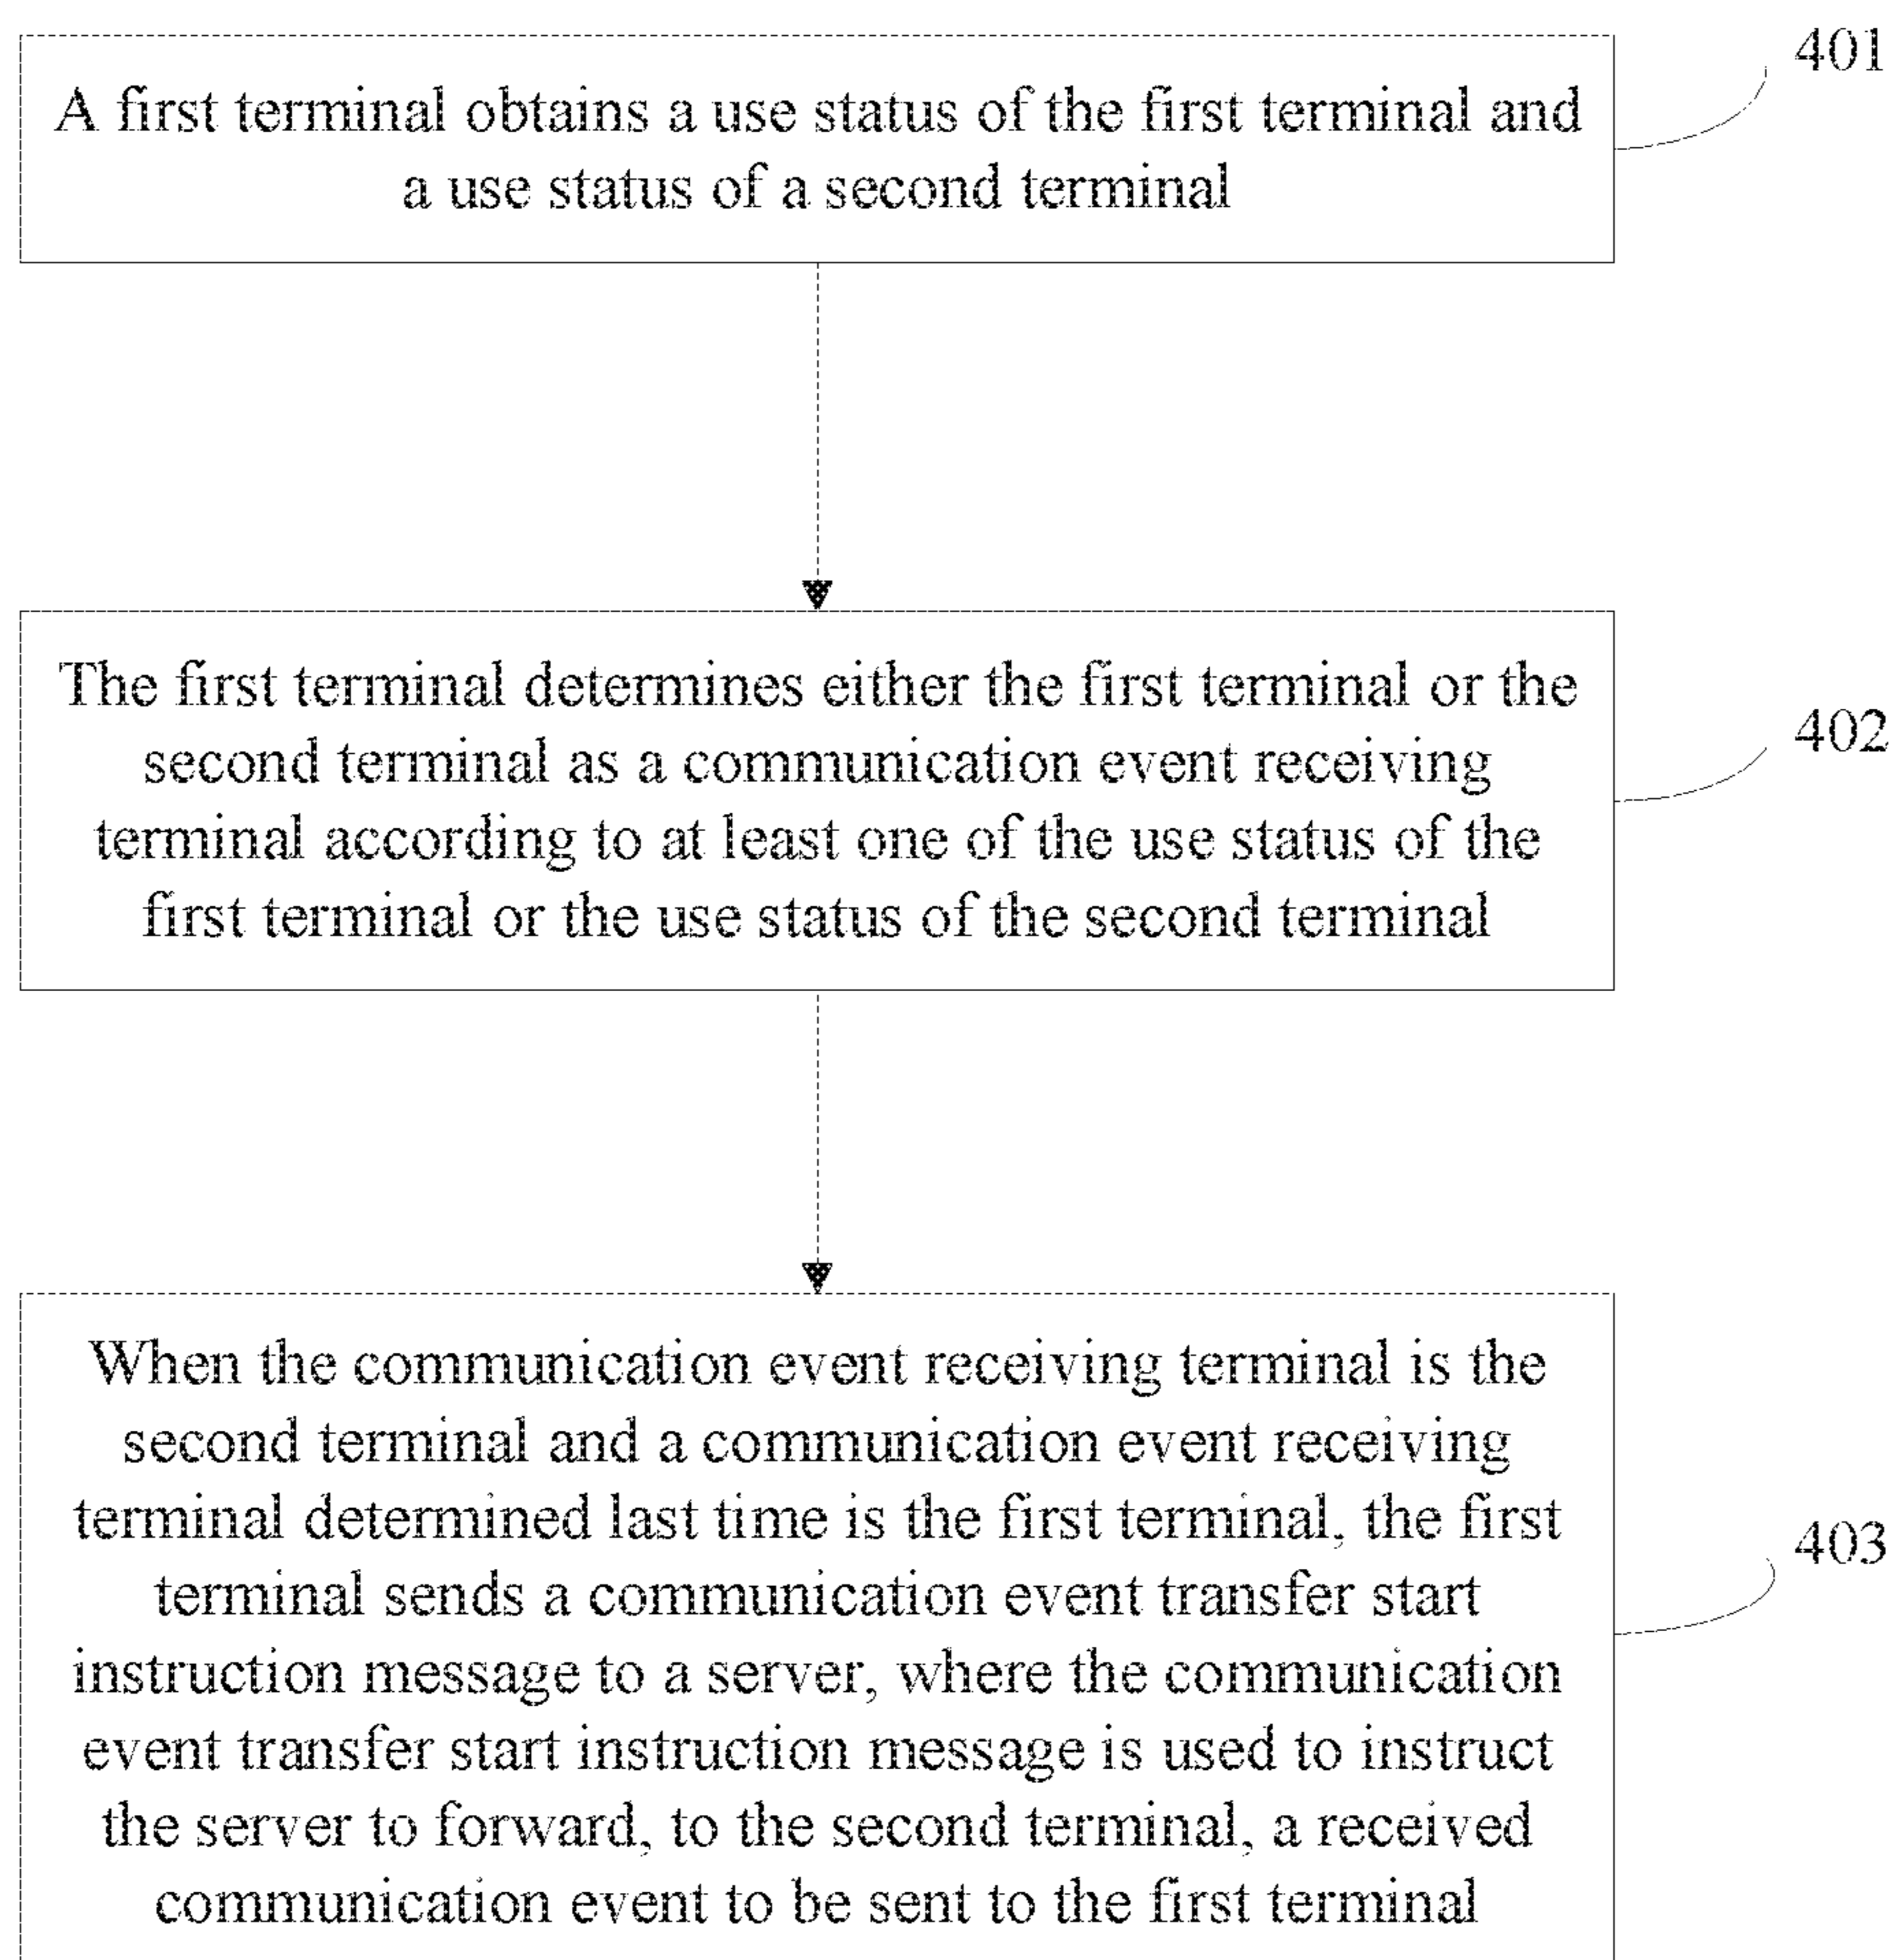 401
A first terminal obtains a use status of the first terminal and
a use status of a second terminal
The first terminal determines either the first terminal or the
second terminal as a communication event receiving
terminal according to at least one of the use status of the
first terminal or the use status of the second terminal
402
When the communication event receiving terminal is the
second terminal and a communication event receiving
terminal determined last time is the first terminal, the first
terminal sends a communication event transfer start
instruction message to a server, where the communication
event transfer start instruction message is used to instruct
the server to forward, to the second terminal, a received
communication event to be sent to the first terminal
403